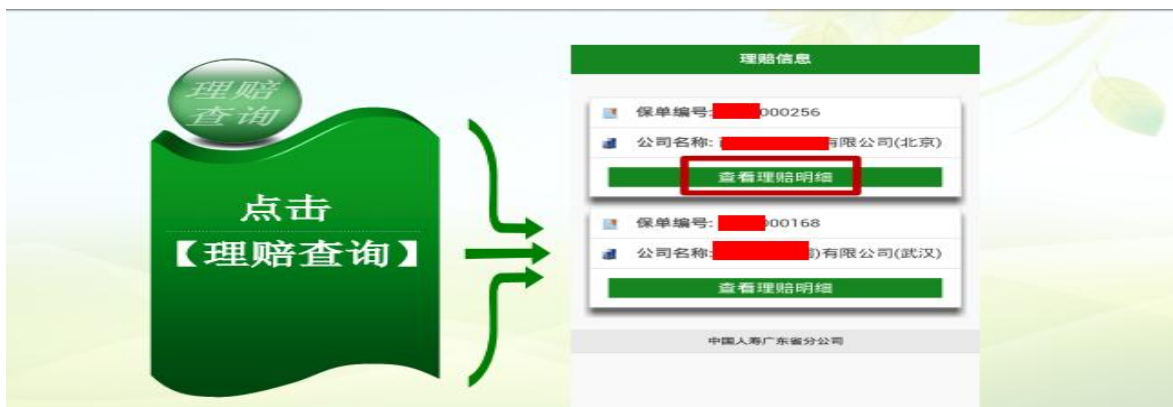 理赔
查询
点击
【理赔查询】
理赔信息
保单编号: 000256
公司名称: 有限公司(北京)
查看理赔明细
保单编号: 000168
公司名称: )有限公司(武汉)
查看理赔明细
中国人寿广东省分公司